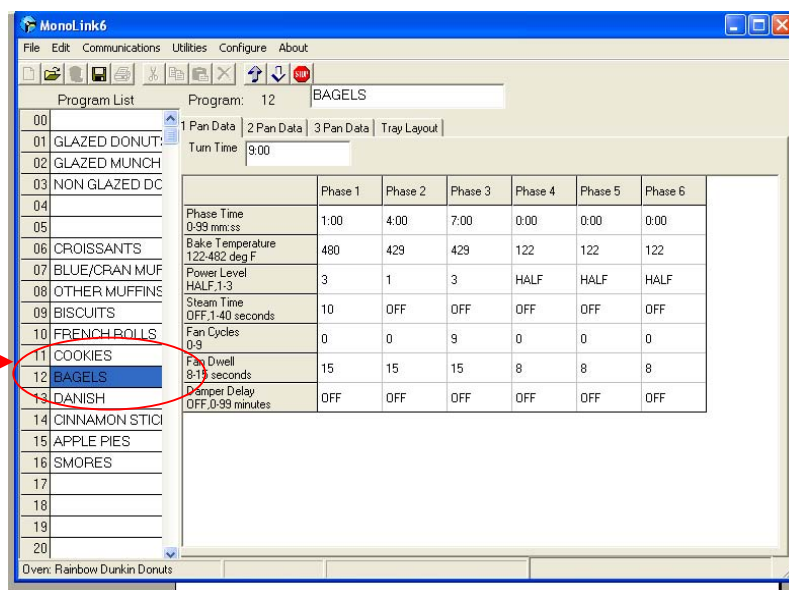 MonoLink6
File Edit Communications Utilities Configure About
STOP
Program List Program: 12 BAGELS
1 Pan Data 2 Pan Data 3 Pan Data Tray Layout
Turn Time 9:00
00
01 GLAZED DONUT
02 GLAZED MUNCH
03 NON GLAZED DO
04
05
06 CROISSANTS
07 BLUE/CRAN MUF
08 OTHER MUFFINS
09 BISCUITS
10 FRENCH ROLLS
11 COOKIES
12 BAGELS
13 DANISH
14 CINNAMON STICK
15 APPLE PIES
16 SMORES
17
18
19
20
Phase 1 Phase 2 Phase 3 Phase 4 Phase 5 Phase 6
Phase Time
0-99 mm:ss 1:00 4:00 7:00 0:00 0:00 0:00
Bake Temperature
122-482 deg F 480 429 429 122 122 122
Power Level
HALF,1-3 3 1 3 HALF HALF HALF
Steam Time
OFF,1-40 seconds 10 OFF OFF OFF OFF OFF
Fan Cycles
0-9 0 0 9 0 0 0
Fan Dwell
8-15 seconds 15 15 15 8 8 8
Damper Delay
OFF,0-99 minutes OFF OFF OFF OFF OFF OFF
Oven: Rainbow Dunkin Donuts